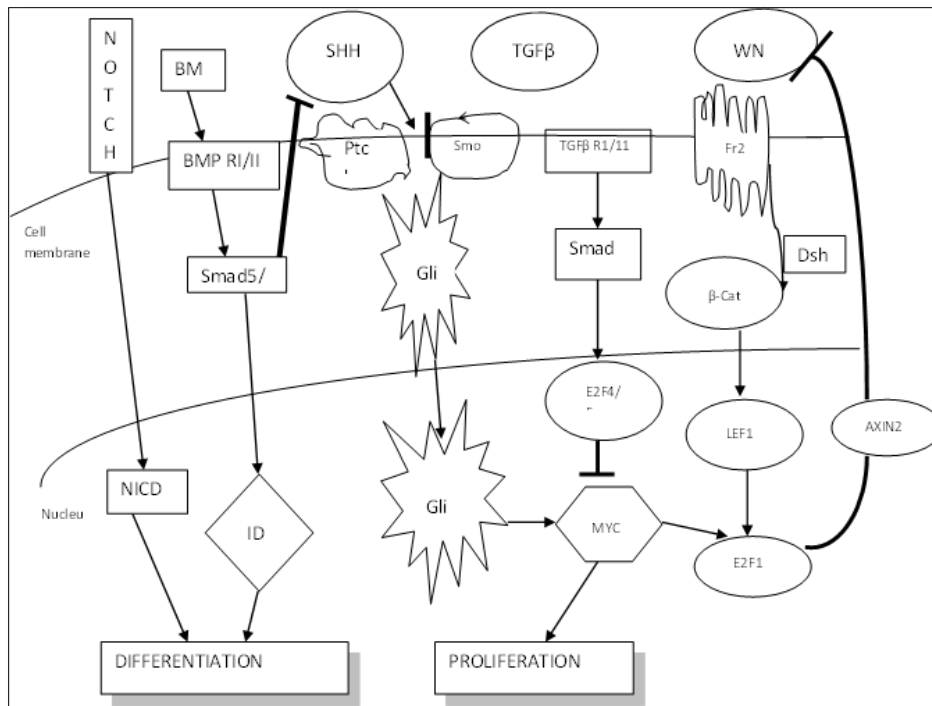 NOTCH
BM
SHH
TGFβ
WN
BMP RI/II
Ptc
Smo
TGFβ R1/11
Fr2
Cell
membrane
Smad5/
Gli
Smad
Dsh
β-Cat
E2F4/
LEF1
AXIN2
NICD
Nucleu
ID
Gli
MYC
E2F1
DIFFERENTIATION
PROLIFERATION